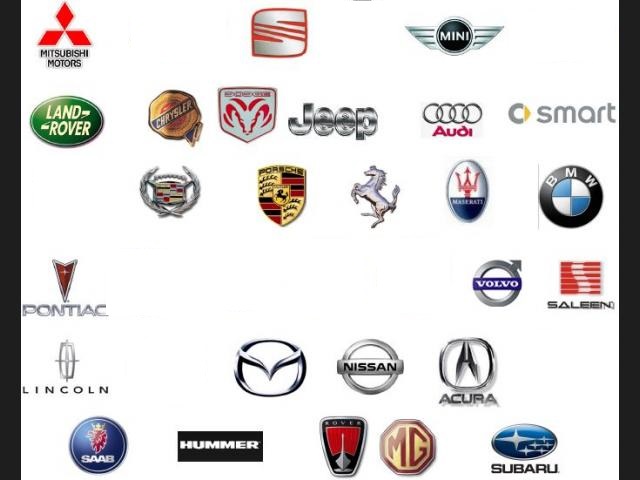 MITSUBISHI
MOTORS
MINI
LAND-
ROVER
CHRYSLER
DODGE
Jeep
Audi
smart
PORSCHE
MASERATI
BMW
PONTIAC
VOLVO
SALEEN
LINCOLN
NISSAN
ACURA
SAAB
HUMMER
ROVER
MG
SUBARU